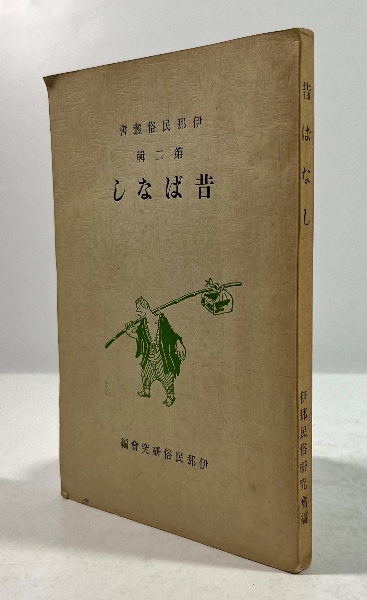 伊那民俗叢書
第二輯
昔ばなし
伊那民俗研究會編
昔はなし
伊那民俗研究會編